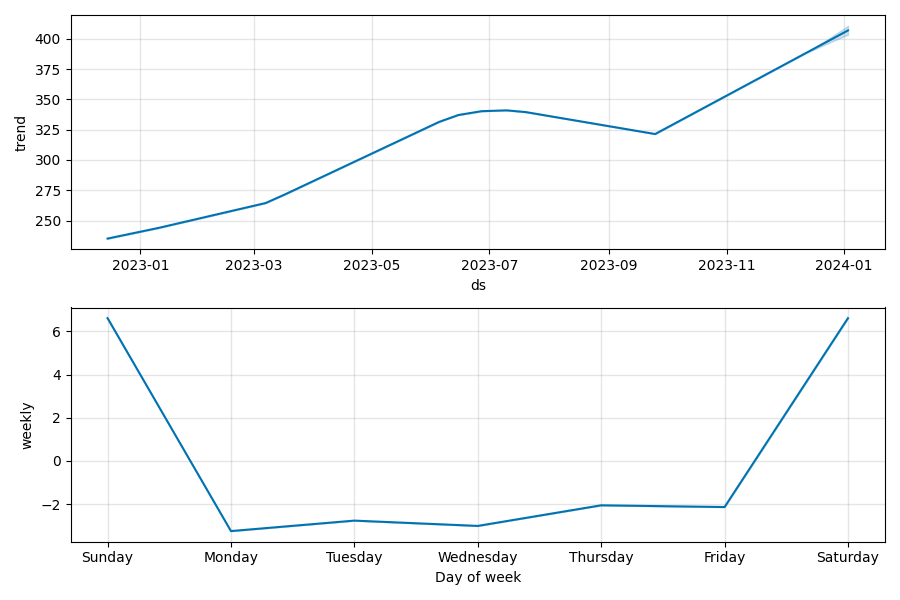 400
375
350
325
300
275
250
trend
2023-01 2023-03 2023-05 2023-07 2023-09 2023-11 2024-01
ds
6
4
2
0
−2
weekly
Sunday Monday Tuesday Wednesday Thursday Friday Saturday
Day of week